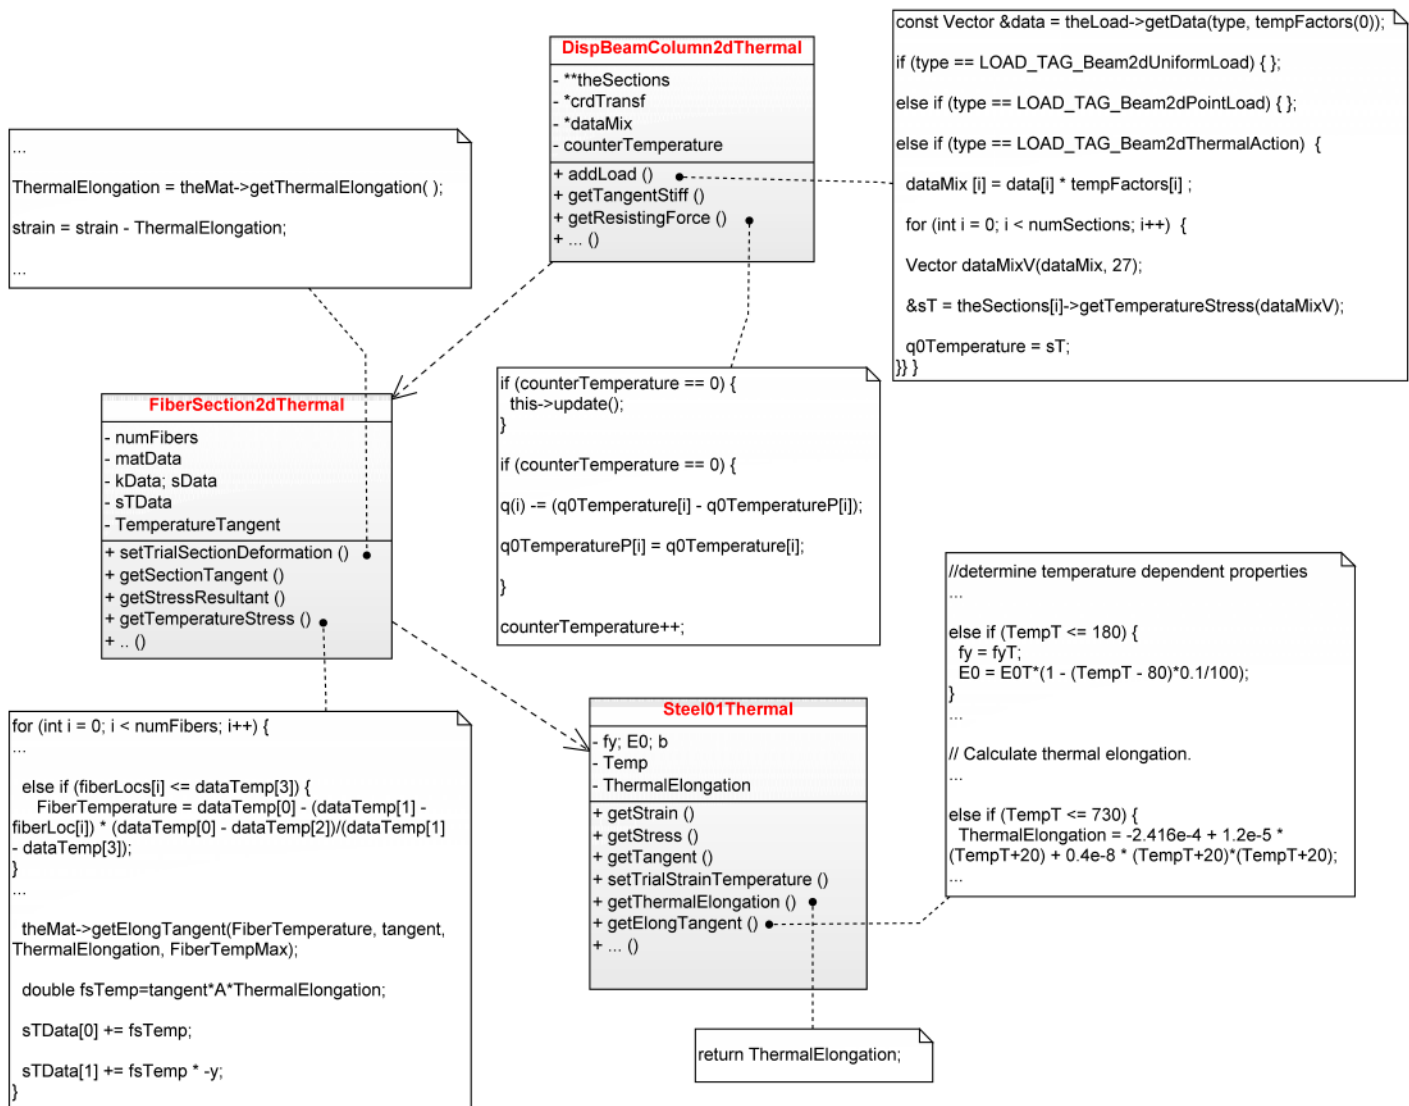 const Vector &data = theLoad->getData(type, tempFactors(0));
if (type == LOAD_TAG_Beam2dUniformLoad) { };
else if (type == LOAD_TAG_Beam2dPointLoad) { };
else if (type == LOAD_TAG_Beam2dThermalAction)  {
dataMix [i] = data[i] * tempFactors[i] ;
for (int i = 0; i < numSections; i++)  {
Vector dataMixV(dataMix, 27);
&sT = theSections[i]->getTemperatureStress(dataMixV);
q0Temperature = sT;
}} }
DispBeamColumn2dThermal
- **theSections
- *crdTransf
- *dataMix
- counterTemperature
+ addLoad ()
+ getTangentStiff ()
+ getResistingForce ()
+ ... ()
...
ThermalElongation = theMat->getThermalElongation( );
strain = strain - ThermalElongation;
...
FiberSection2dThermal
- numFibers
- matData
- kData; sData
- sTData
- TemperatureTangent
+ setTrialSectionDeformation ()
+ getSectionTangent ()
+ getStressResultant ()
+ getTemperatureStress ()
+ .. ()
if (counterTemperature == 0) {
this->update();
}
if (counterTemperature == 0) {
q(i) -= (q0Temperature[i] - q0TemperatureP[i]);
q0TemperatureP[i] = q0Temperature[i];
}
counterTemperature++;
//determine temperature dependent properties
...
else if (TempT <= 180) {
fy = fyT;
E0 = E0T*(1 - (TempT - 80)*0.1/100);
}
...
// Calculate thermal elongation.
...
else if (TempT <= 730) {
ThermalElongation = -2.416e-4 + 1.2e-5 *
(TempT+20) + 0.4e-8 * (TempT+20)*(TempT+20);
...
Steel01Thermal
- fy; E0; b
- Temp
- ThermalElongation
+ getStrain ()
+ getStress ()
+ getTangent ()
+ setTrialStrainTemperature ()
+ getThermalElongation ()
+ getElongTangent ()
+ ... ()
for (int i = 0; i < numFibers; i++) {
...
else if (fiberLocs[i] <= dataTemp[3]) {
FiberTemperature = dataTemp[0] - (dataTemp[1] -
fiberLoc[i]) * (dataTemp[0] - dataTemp[2])/(dataTemp[1]
- dataTemp[3]);
}
...
theMat->getElongTangent(FiberTemperature, tangent,
ThermalElongation, FiberTempMax);
double fsTemp=tangent*A*ThermalElongation;
sTData[0] += fsTemp;
sTData[1] += fsTemp * -y;
}
return ThermalElongation;